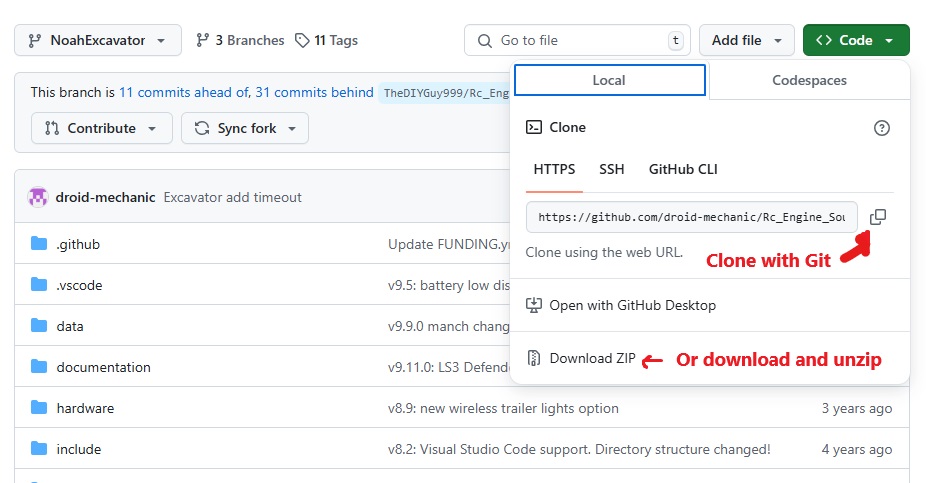 NoahExcavator 3 Branches 11 Tags Go to file t Add file Code
Local Codespaces
This branch is 11 commits ahead of, 31 commits behind TheDIYGuy999/Rc_Eng
Contribute Sync fork
Clone
HTTPS SSH GitHub CLI
https://github.com/droid-mechanic/Rc_Engine_Sou
Clone using the web URL.
Clone with Git
Open with GitHub Desktop
Download ZIP Or download and unzip
droid-mechanic Excavator add timeout
.github Update FUNDING.ym
.vscode v9.5: battery low dis
data v9.9.0 manch chang
documentation v9.11.0: LS3 Defende
hardware v8.9: new wireless trailer lights option 3 years ago
include v8.2: Visual Studio Code support. Directory structure changed! 4 years ago